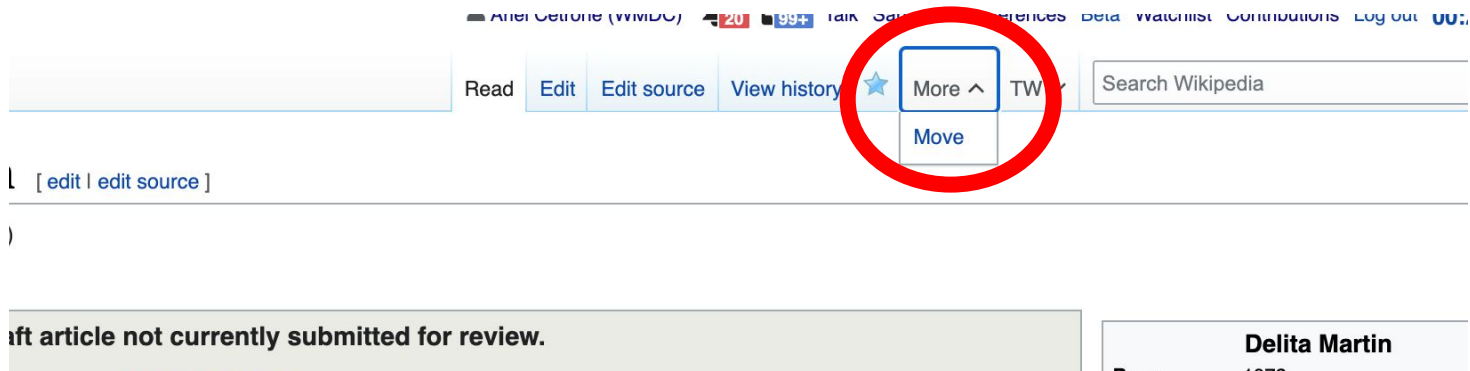 Ariel Cetrone (WMDC) 20 99+ Talk Beta Watchlist Contributions Log out
Read Edit Edit source View history More TW Search Wikipedia
Move
[ edit | edit source ]
)
aft article not currently submitted for review.
Delita Martin